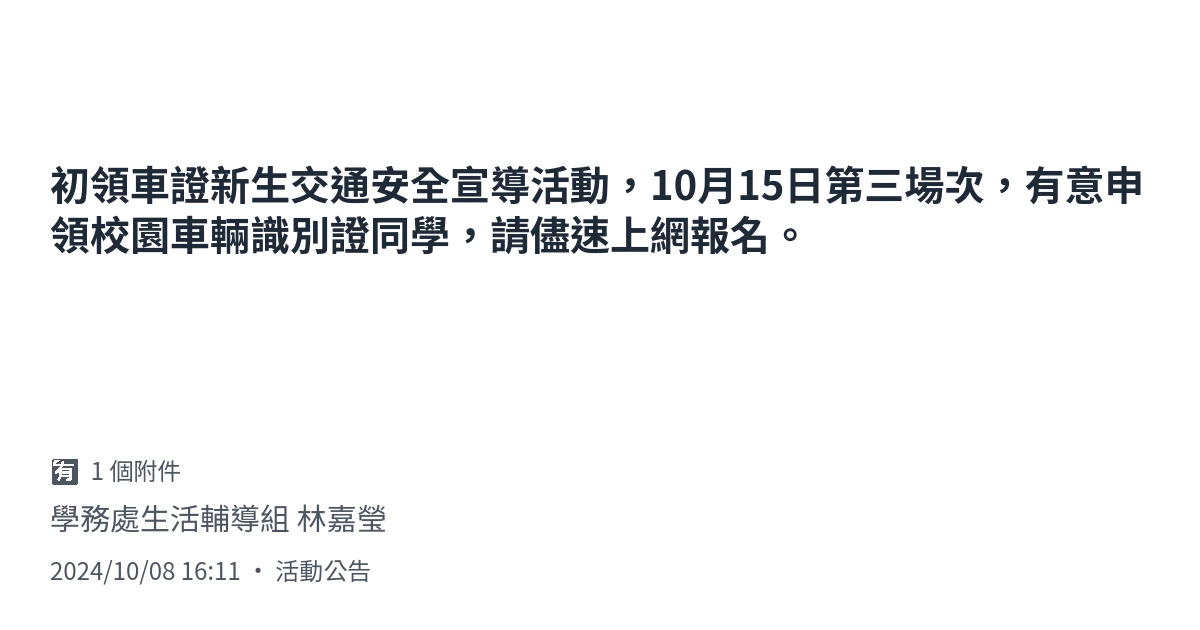 初領車證新生交通安全宣導活動，10月15日第三場次，有意申
領校園車輛識別證同學，請儘速上網報名。
有 1 個附件
學務處生活輔導組 林嘉瑩
2024/10/08 16:11 • 活動公告